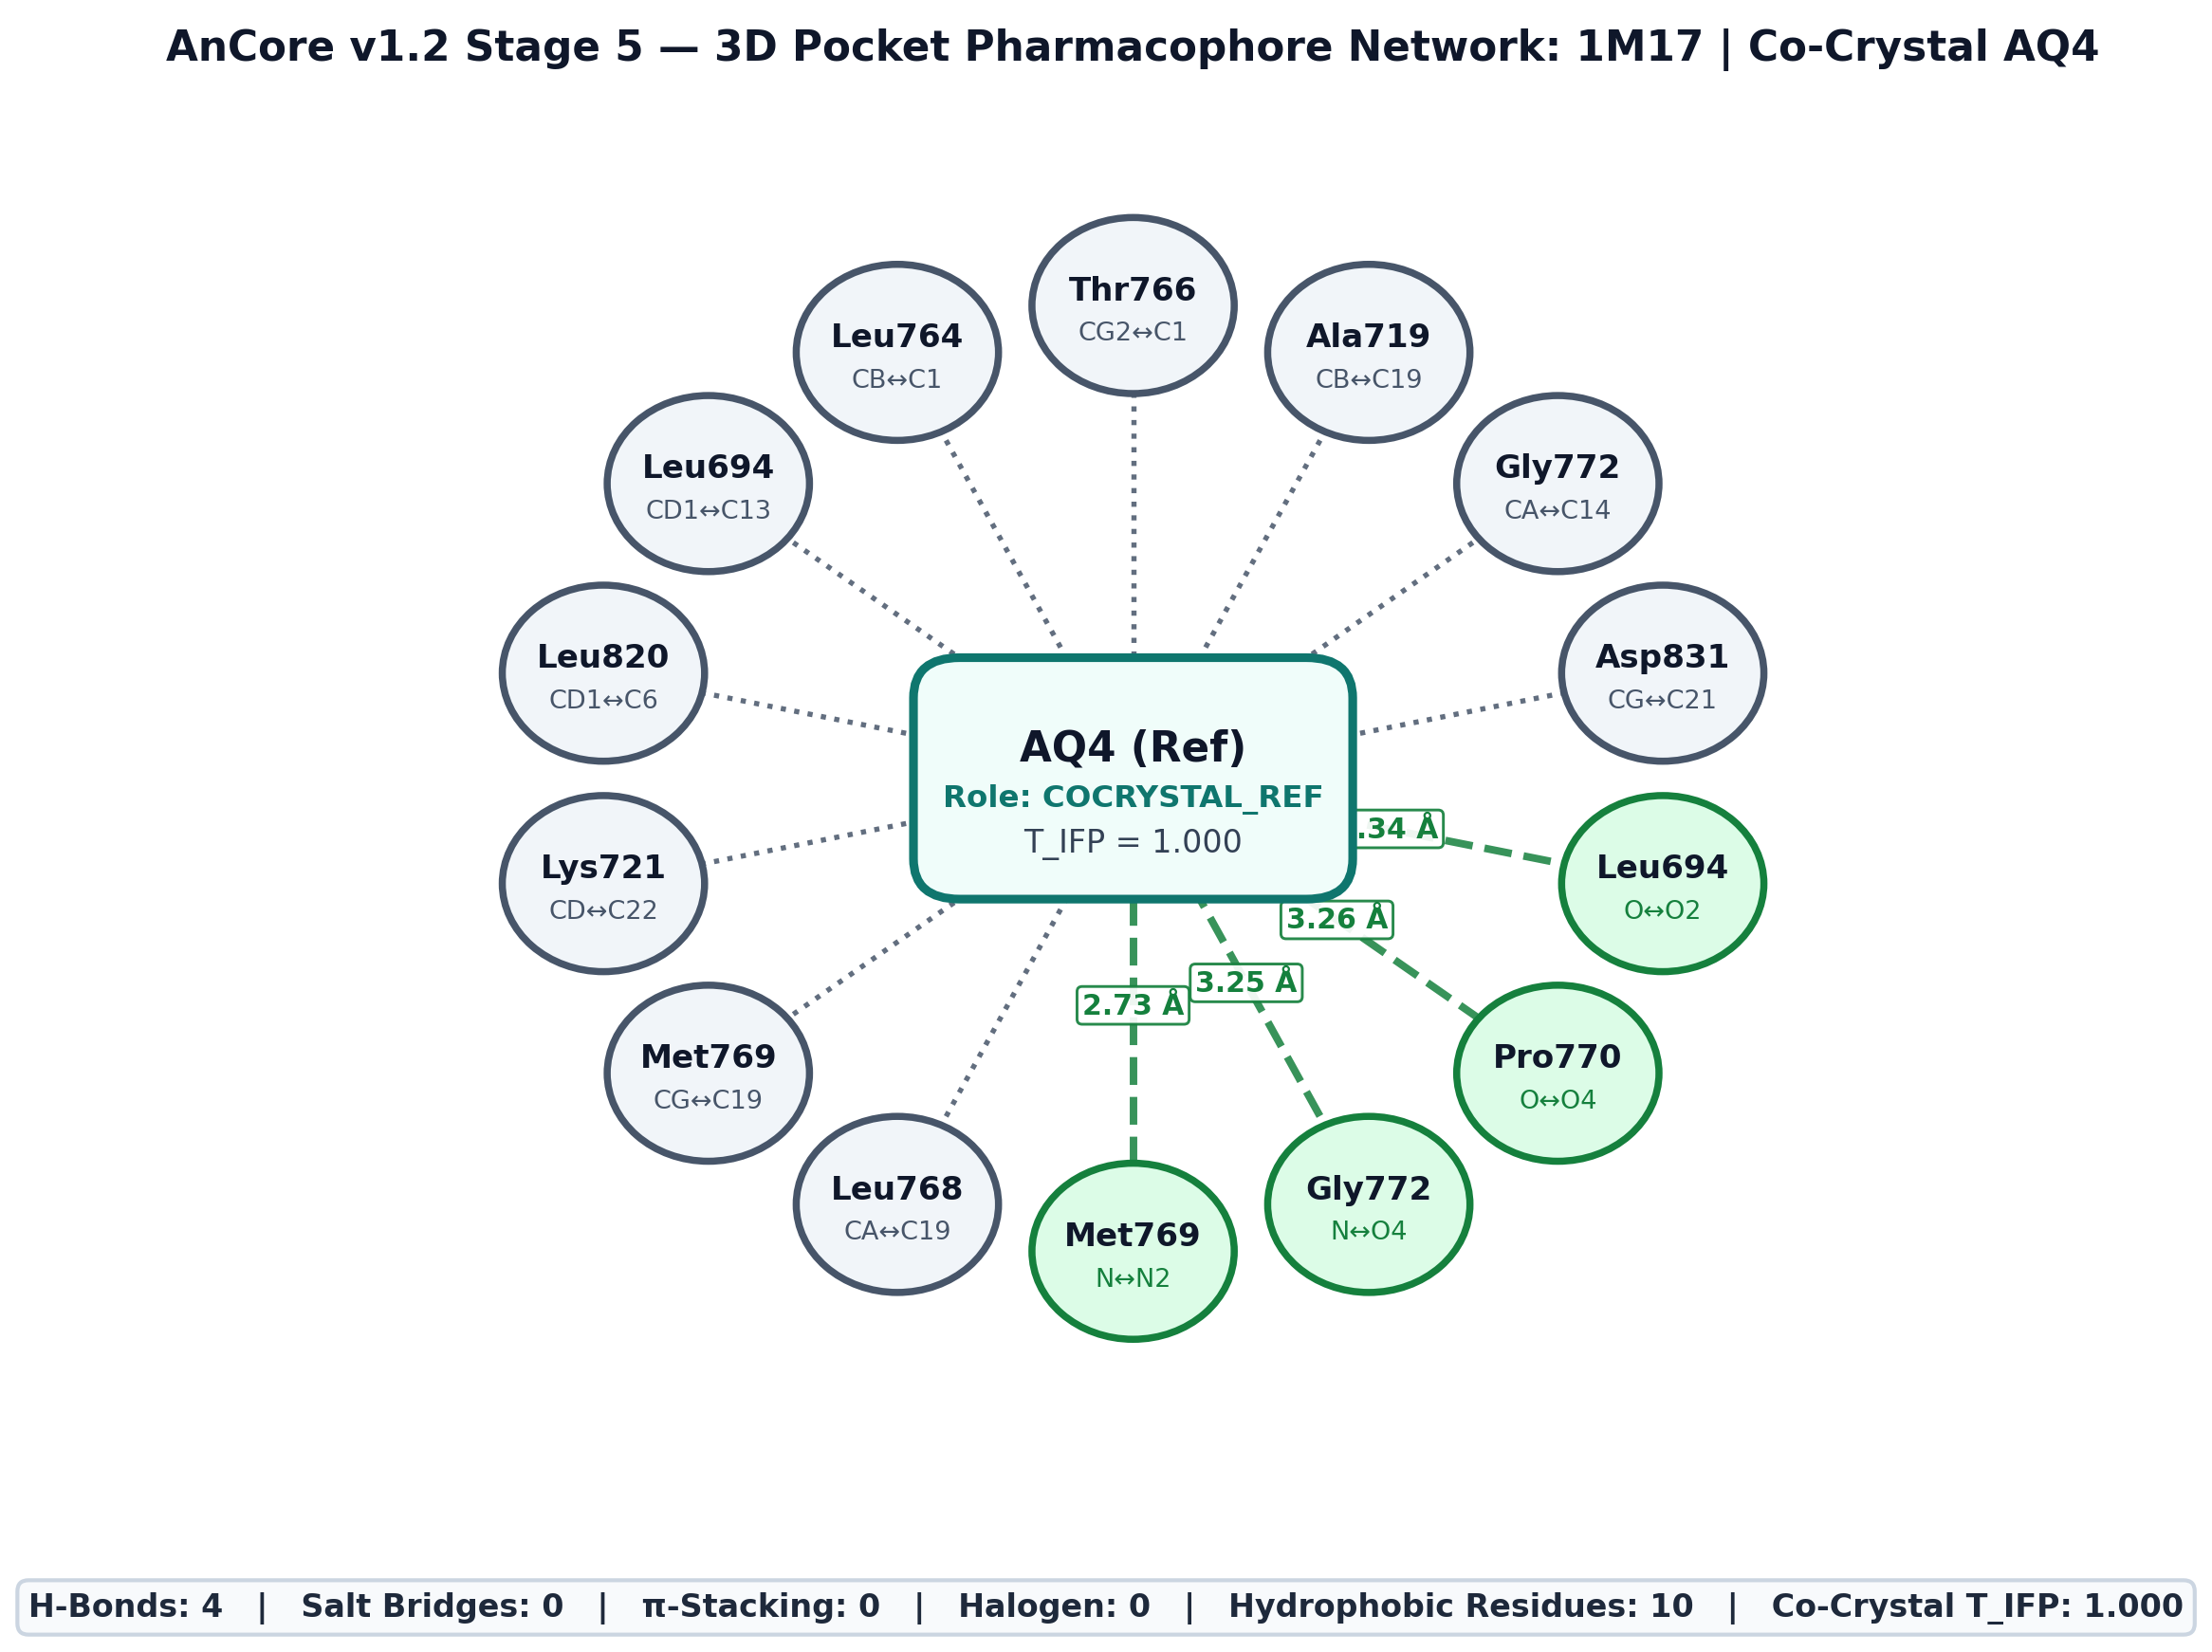 AnCore v1.2 Stage 5 — 3D Pocket Pharmacophore Network: 1M17 | Co-Crystal AQ4
Thr766
CG2↔C1
Leu764
CB↔C1
Ala719
CB↔C19
Leu694
CD1↔C13
Gly772
CA↔C14
Leu820
CD1↔C6
Asp831
CG↔C21
AQ4 (Ref)
Role: COCRYSTAL_REF
T_IFP = 1.000
.34 Å
Lys721
CD↔C22
Leu694
O↔O2
3.26 Å
3.25 Å
2.73 Å
Met769
CG↔C19
Pro770
O↔O4
Leu768
CA↔C19
Gly772
N↔O4
Met769
N↔N2
H-Bonds: 4 | Salt Bridges: 0 | π-Stacking: 0 | Halogen: 0 | Hydrophobic Residues: 10 | Co-Crystal T_IFP: 1.000